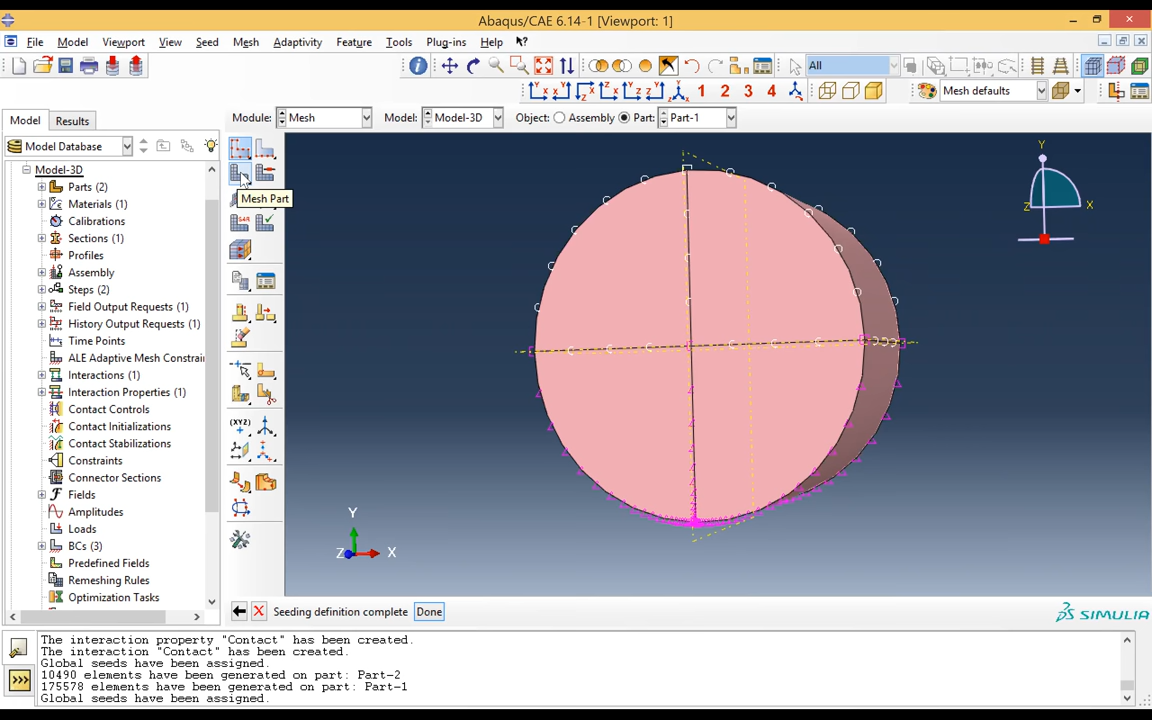 Abaqus/CAE 6.14-1 [Viewport: 1]
File Model Viewport View Seed Mesh Adaptivity Feature Tools Plug-ins Help
All
1 2 3 4 Mesh defaults
Model Results Module: Mesh Model: Model-3D Object: Assembly Part: Part-1
Model Database
Model-3D
Parts (2)
Mesh Part
Materials (1)
Calibrations
Sections (1)
Profiles
Assembly
Steps (2)
Field Output Requests (1)
History Output Requests (1)
Time Points
ALE Adaptive Mesh Constrai
Interactions (1)
Interaction Properties (1)
Contact Controls
Contact Initializations
Contact Stabilizations
Constraints
Connector Sections
Fields
Amplitudes
Loads
BCs (3)
Predefined Fields
Remeshing Rules
Optimization Tasks
(XYZ)
Y
Z X
Y
Z X
Seeding definition complete Done
SIMULIA
The interaction property "Contact" has been created.
The interaction "Contact" has been created.
Global seeds have been assigned.
10490 elements have been generated on part: Part-2
175578 elements have been generated on part: Part-1
Global seeds have been assigned.